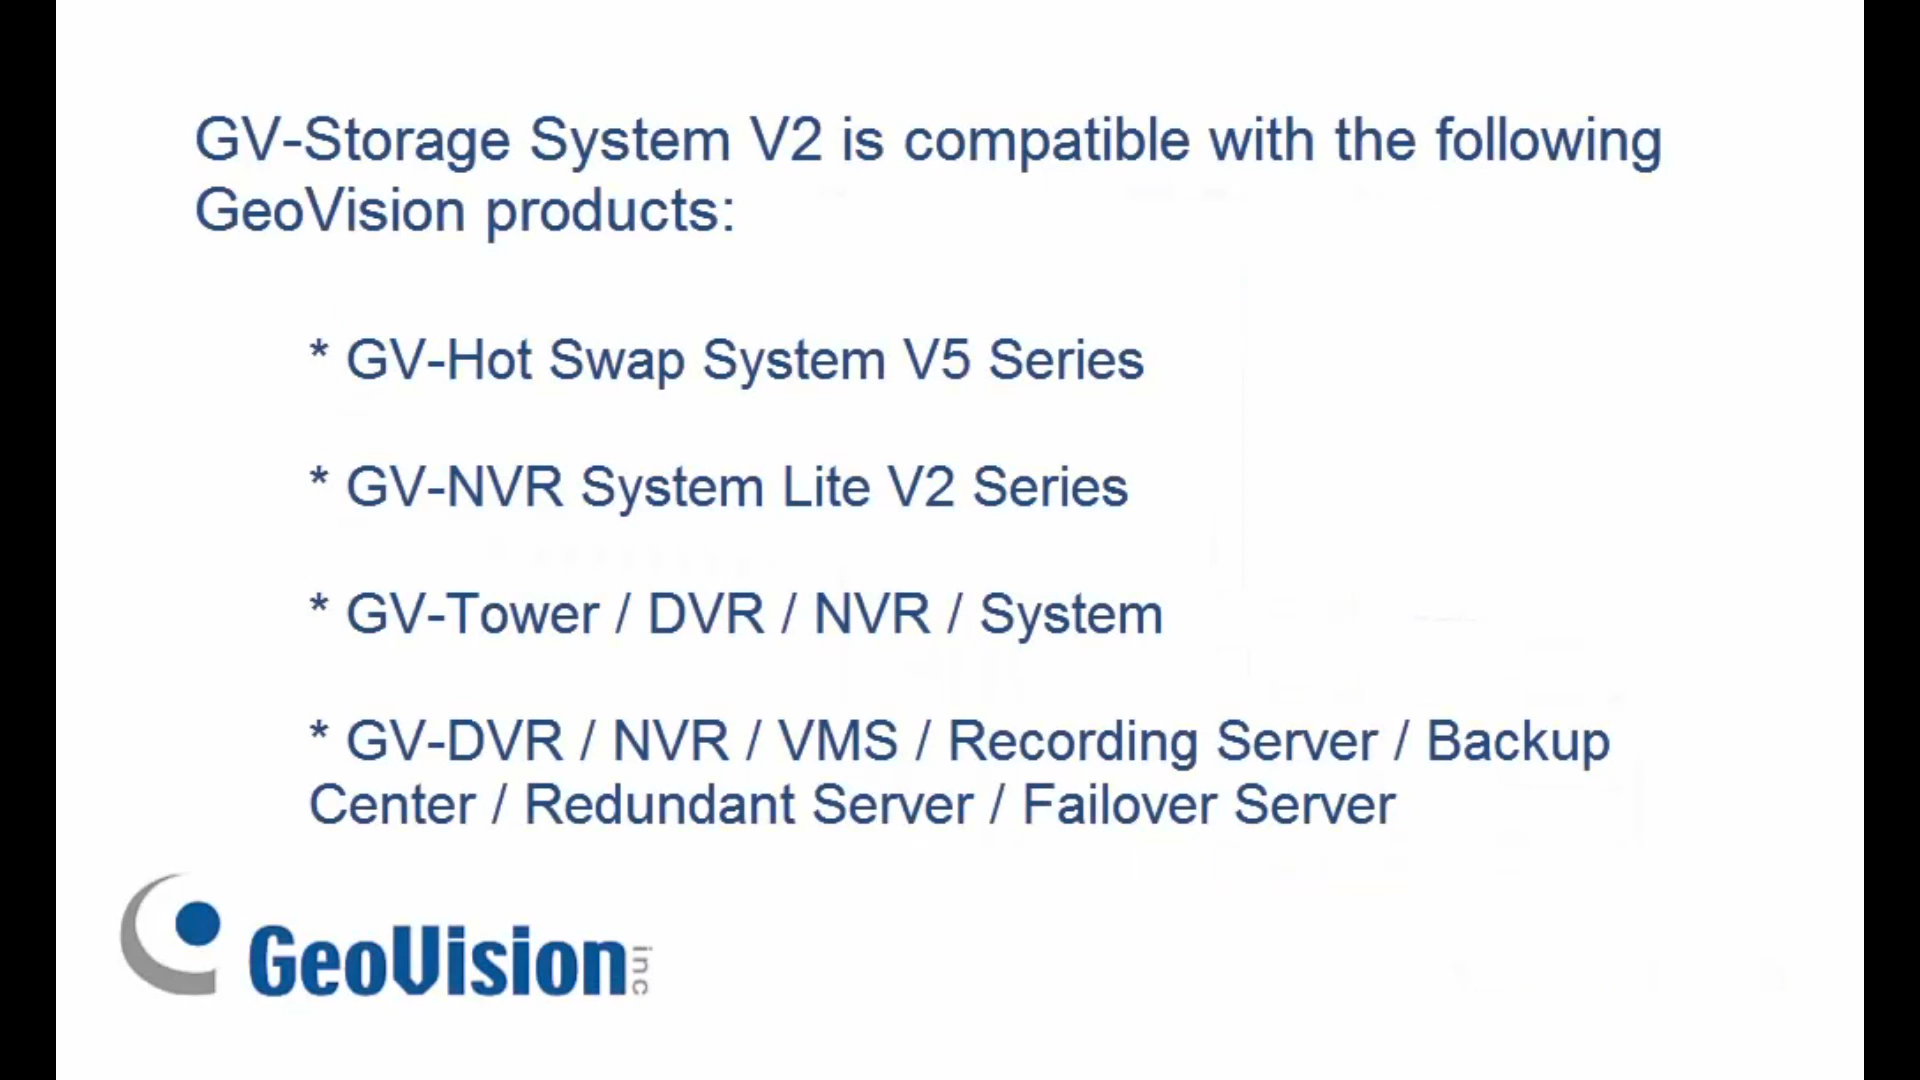 GV-Storage System V2 is compatible with the following
GeoVision products:
* GV-Hot Swap System V5 Series
* GV-NVR System Lite V2 Series
* GV-Tower / DVR / NVR / System
* GV-DVR / NVR / VMS / Recording Server / Backup
Center / Redundant Server / Failover Server
GeoVision inc